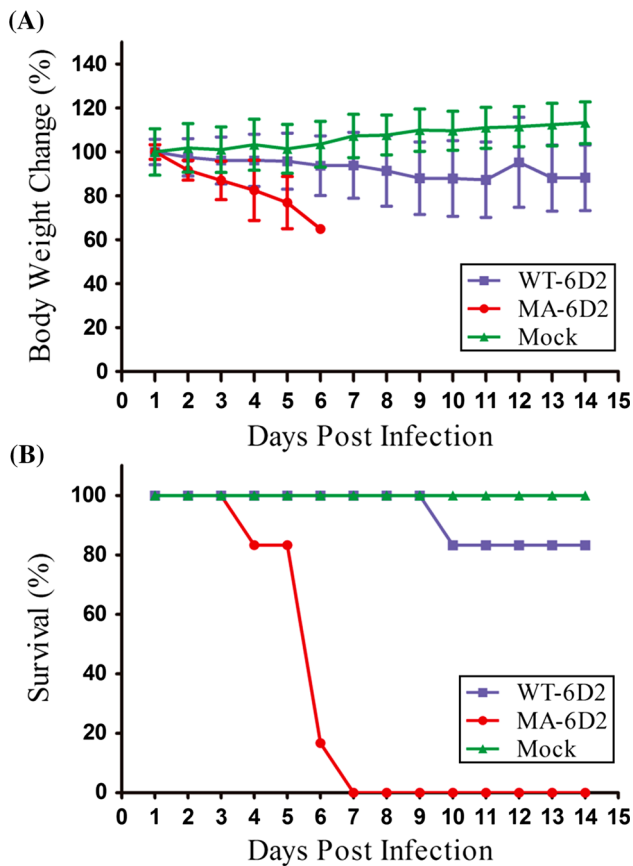 (A)
Body Weight Change (%)
140
120
100
80
60
40
20
0
WT-6D2
MA-6D2
Mock
0 1 2 3 4 5 6 7 8 9 10 11 12 13 14 15
Days Post Infection
(B)
Survival (%)
100
80
60
40
20
0
WT-6D2
MA-6D2
Mock
0 1 2 3 4 5 6 7 8 9 10 11 12 13 14 15
Days Post Infection